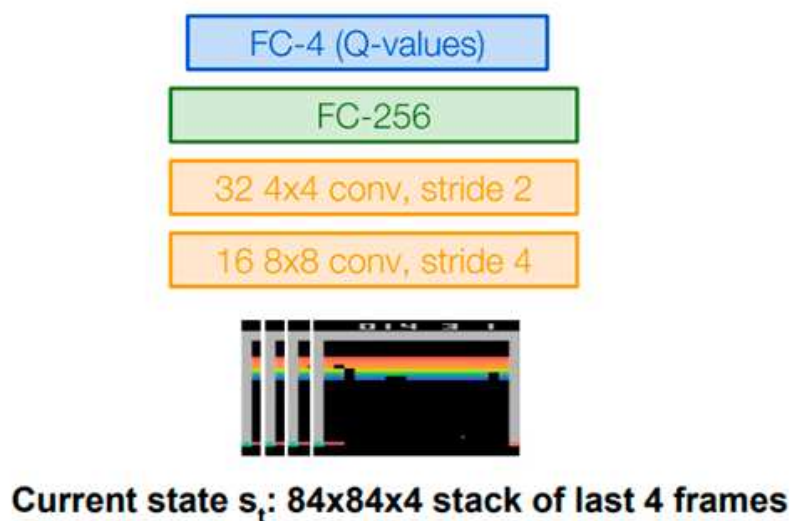 FC-4 (Q-values)
FC-256
32 4x4 conv, stride 2
16 8x8 conv, stride 4
Current state sₜ: 84x84x4 stack of last 4 frames